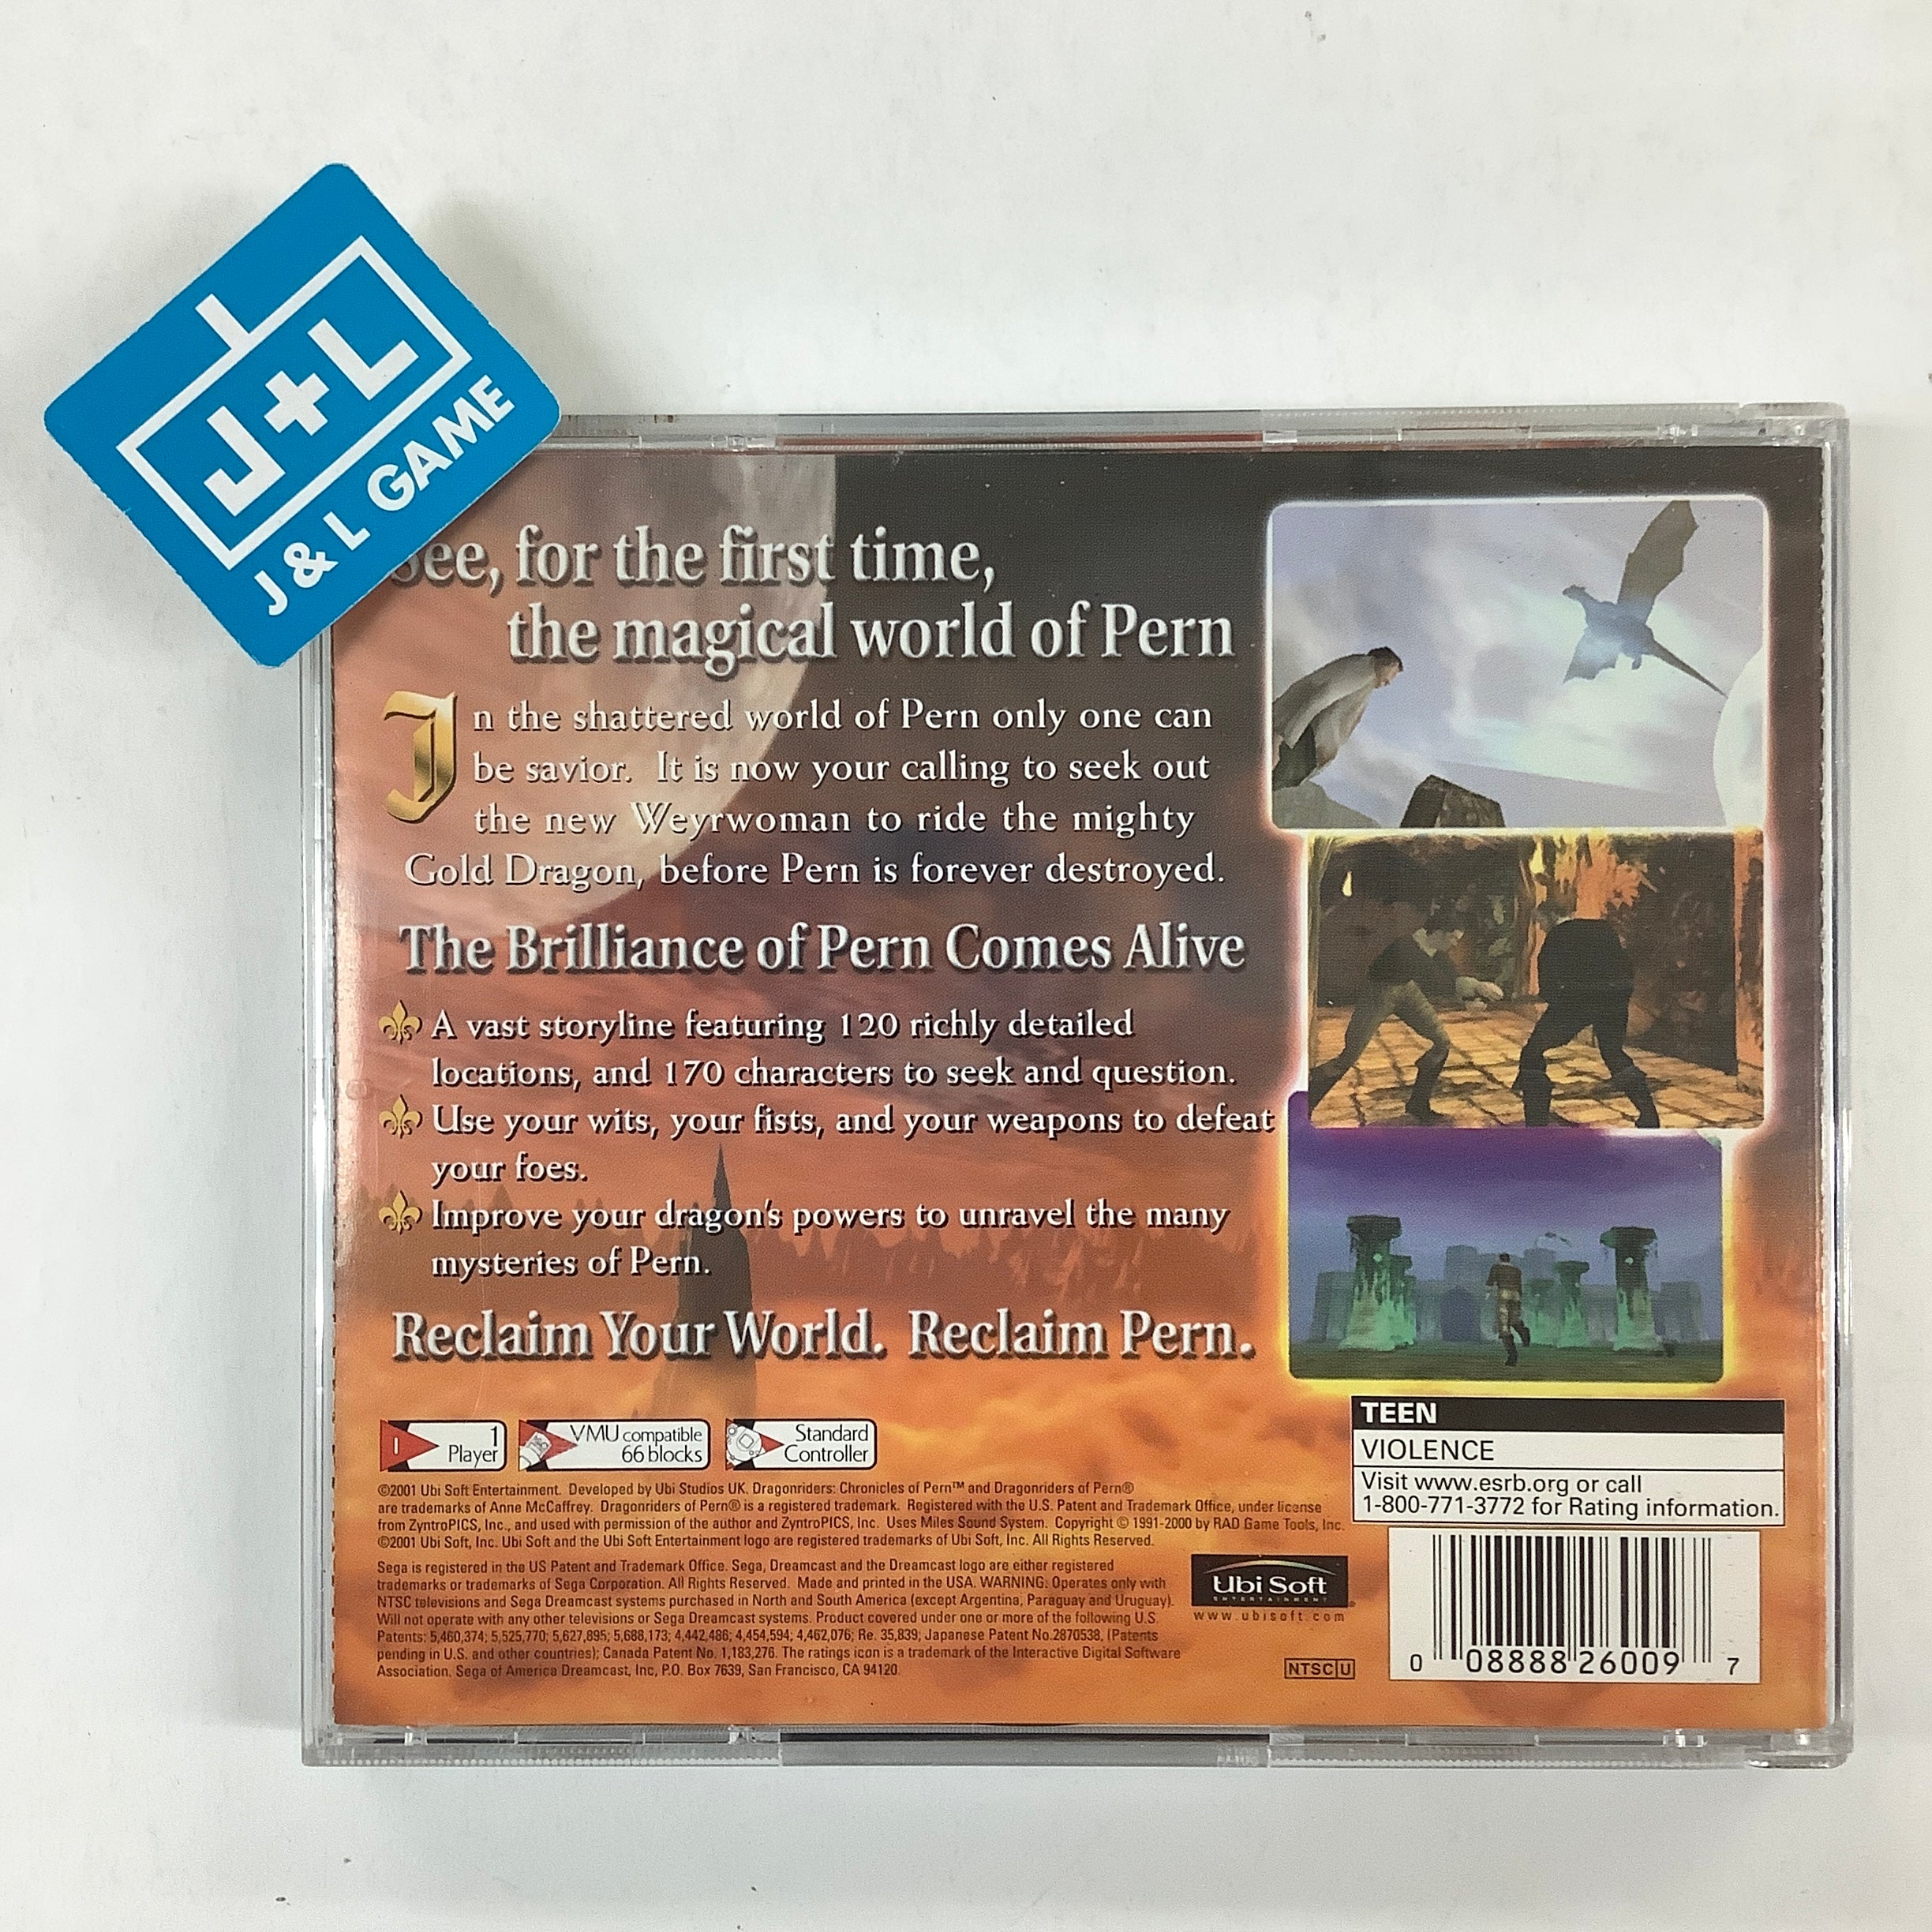 J+L
J & L GAME
See, for the first time,
the magical world of Pern
In the shattered world of Pern only one can
be savior. It is now your calling to seek out
the new Weyrwoman to ride the mighty
Gold Dragon, before Pern is forever destroyed.
The Brilliance of Pern Comes Alive
A vast storyline featuring 120 richly detailed
locations, and 170 characters to seek and question.
Use your wits, your fists, and your weapons to defeat
your foes.
Improve your dragon's powers to unravel the many
mysteries of Pern.
Reclaim Your World. Reclaim Pern.
1
Player
VMU compatible
66 blocks
Standard
Controller
TEEN
VIOLENCE
Visit www.esrb.org or call
1-800-771-3772 for Rating information.
©2001 Ubi Soft Entertainment. Developed by Ubi Studios UK. Dragonriders: Chronicles of Pern™ and Dragonriders of Pern®
are trademarks of Anne McCaffrey. Dragonriders of Pern® is a registered trademark. Registered with the U.S. Patent and Trademark Office, under license
from ZyntroPICS, Inc., and used with permission of the author and ZyntroPICS, Inc. Uses Miles Sound System. Copyright © 1991-2000 by RAD Game Tools, Inc.
©2001 Ubi Soft, Inc. Ubi Soft and the Ubi Soft Entertainment logo are registered trademarks of Ubi Soft, Inc. All Rights Reserved.
Sega is registered in the US Patent and Trademark Office. Sega, Dreamcast and the Dreamcast logo are either registered
trademarks or trademarks of Sega Corporation. All Rights Reserved. Made and printed in the USA. WARNING: Operates only with
NTSC televisions and Sega Dreamcast systems purchased in North and South America (except Argentina, Paraguay and Uruguay).
Will not operate with any other televisions or Sega Dreamcast systems. Product covered under one or more of the following U.S.
Patents: 5,460,374; 5,525,770; 5,627,895; 5,688,173; 4,442,486; 4,454,594; 4,462,076; Re. 35,839; Japanese Patent No.2870538, (Patents
pending in U.S. and other countries); Canada Patent No. 1,183,276. The ratings icon is a trademark of the Interactive Digital Software
Association. Sega of America Dreamcast, Inc, P.O. Box 7639, San Francisco, CA 94120.
Ubi Soft
ENTERTAINMENT
www.ubisoft.com
NTSC U
0 08888 26009 7